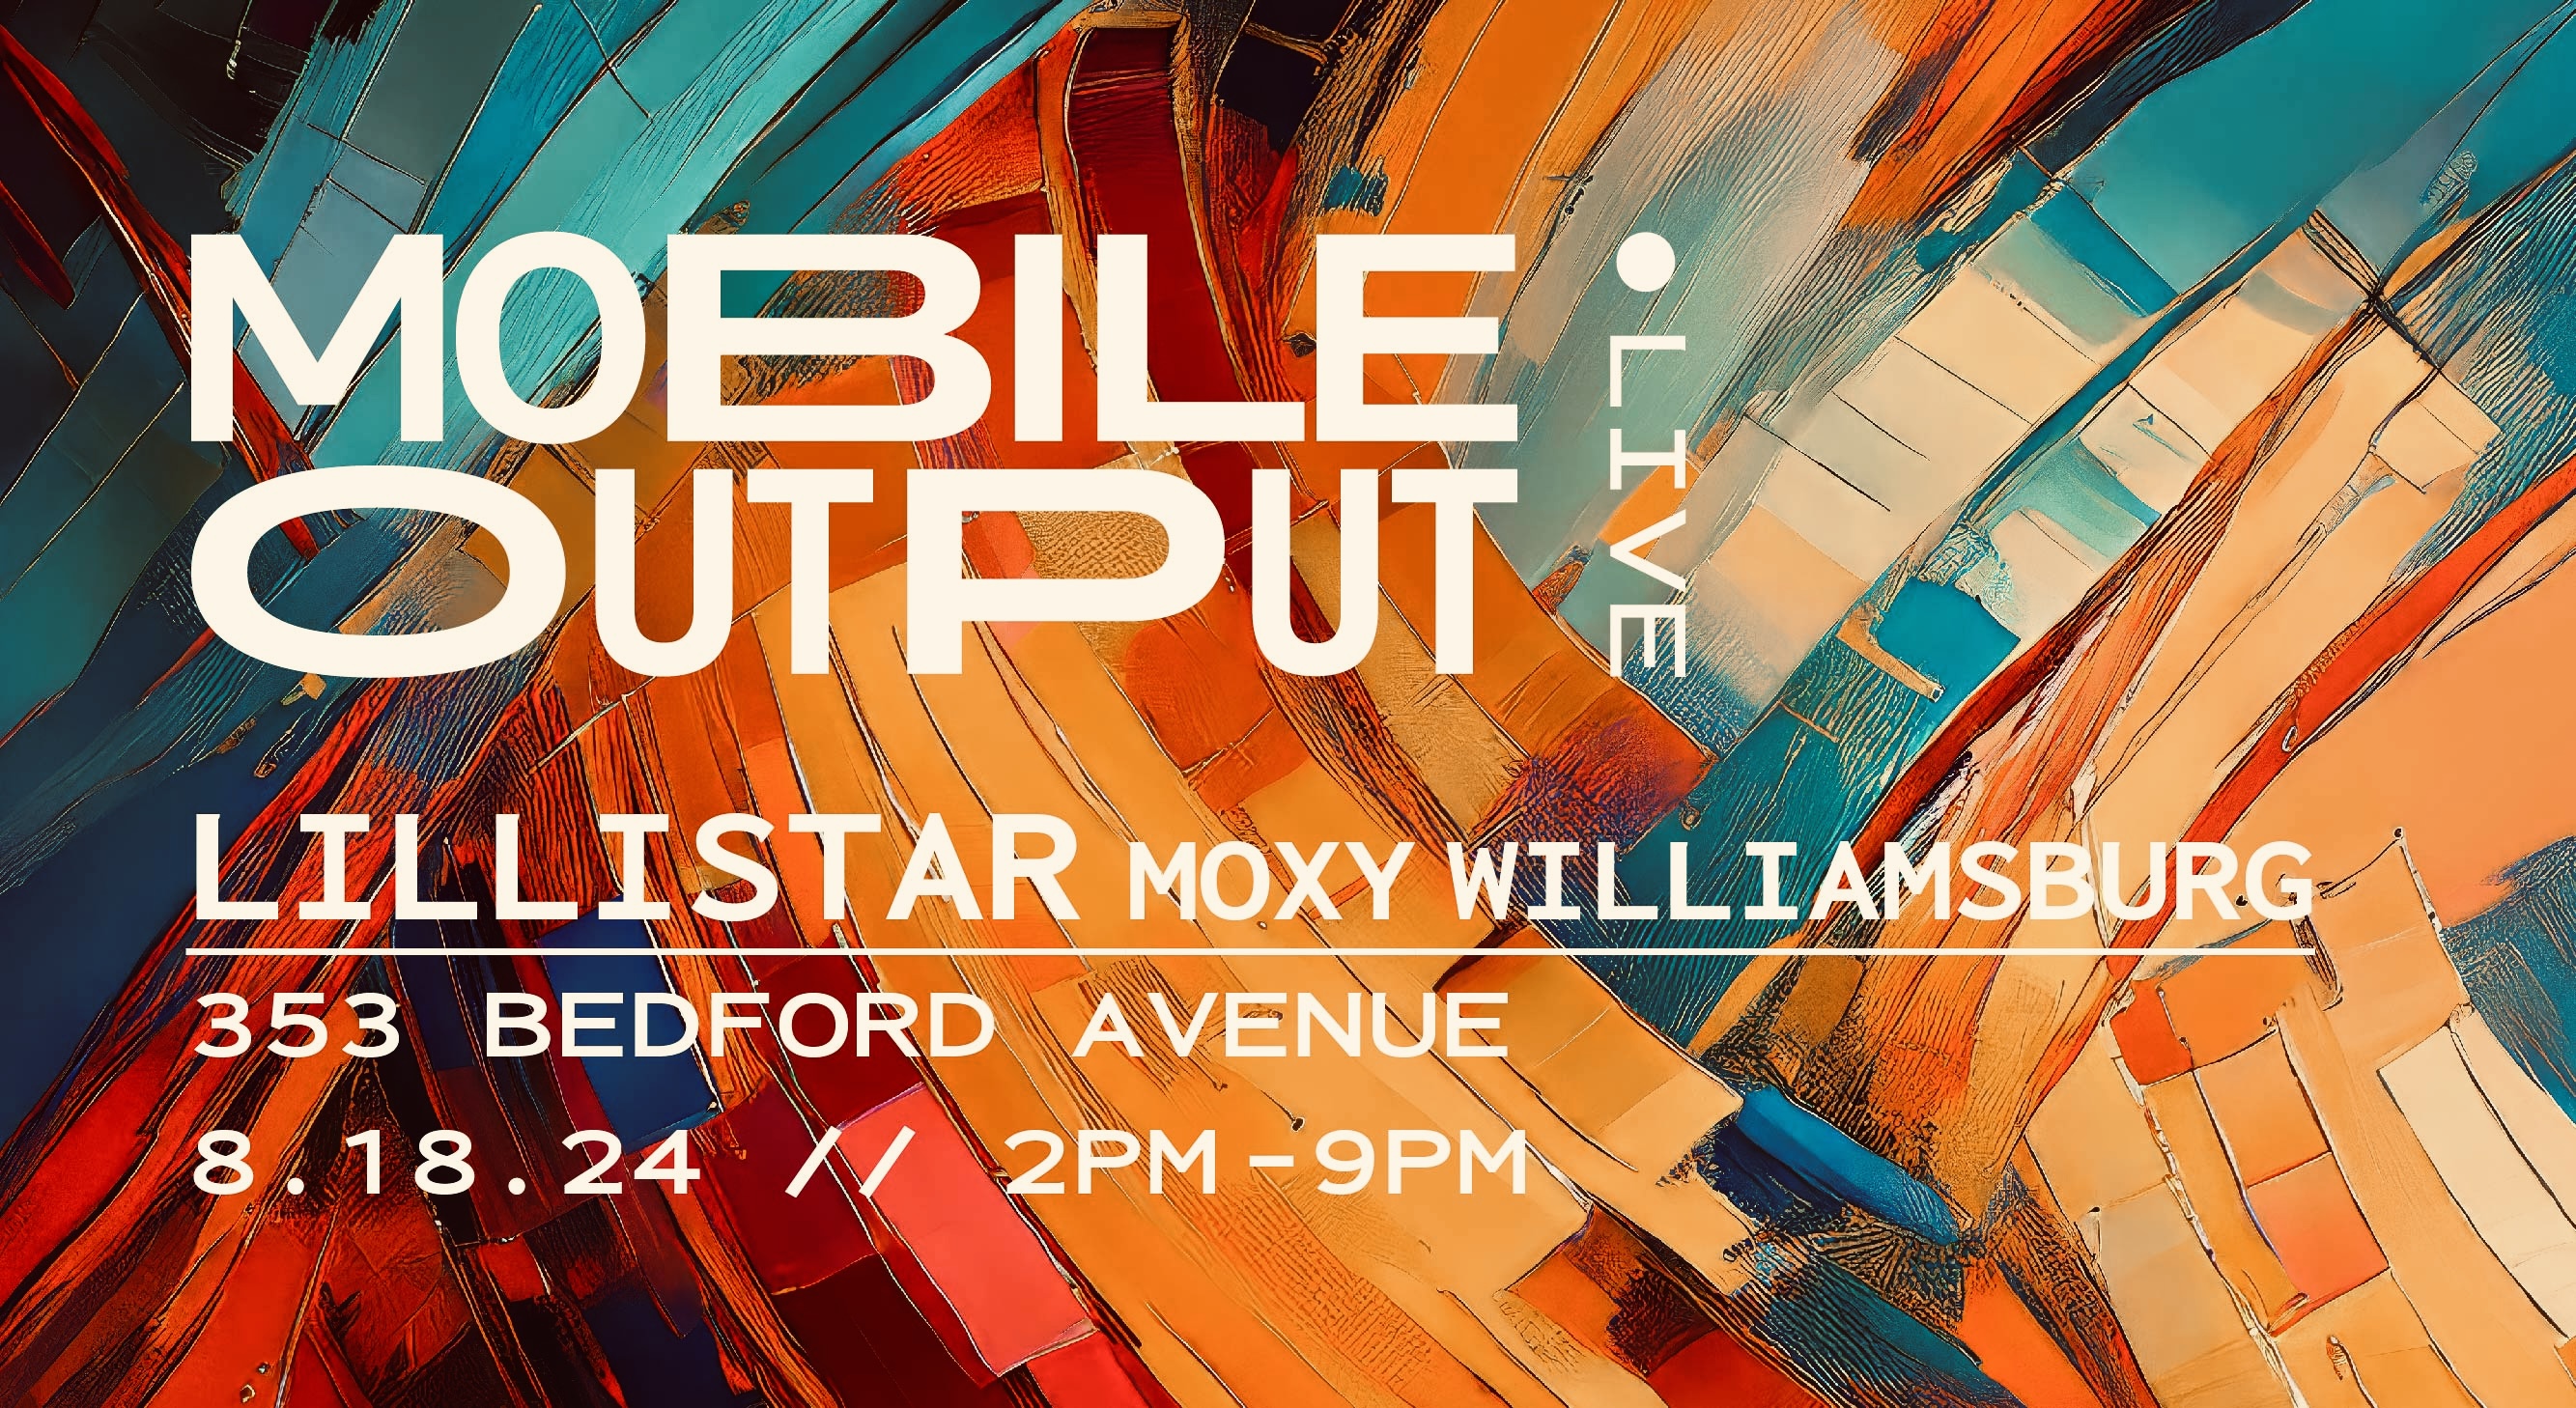 MOBILE
OUTPUT
LIVE
LILLISTAR MOXY WILLIAMSBURG
353 BEDFORD AVENUE
8.18.24 // 2PM-9PM